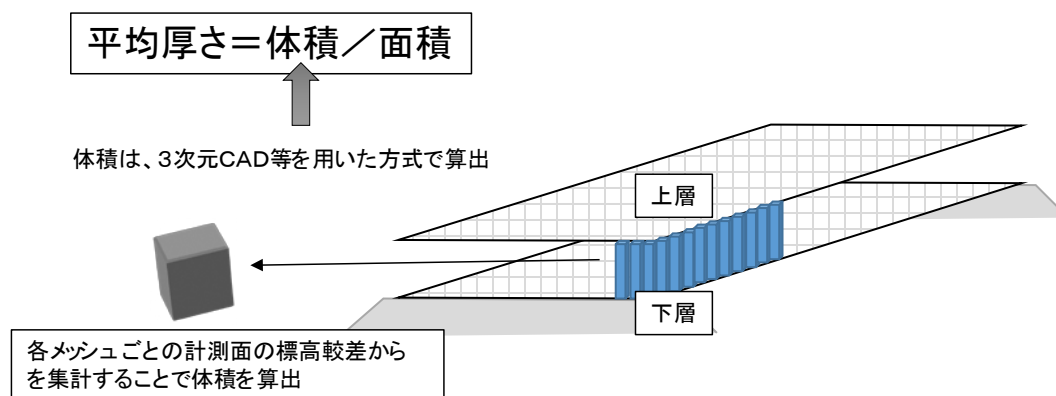 平均厚さ＝体積／面積
体積は、３次元CAD等を用いた方式で算出
上層
下層
各メッシュごとの計測面の標高較差から
を集計することで体積を算出